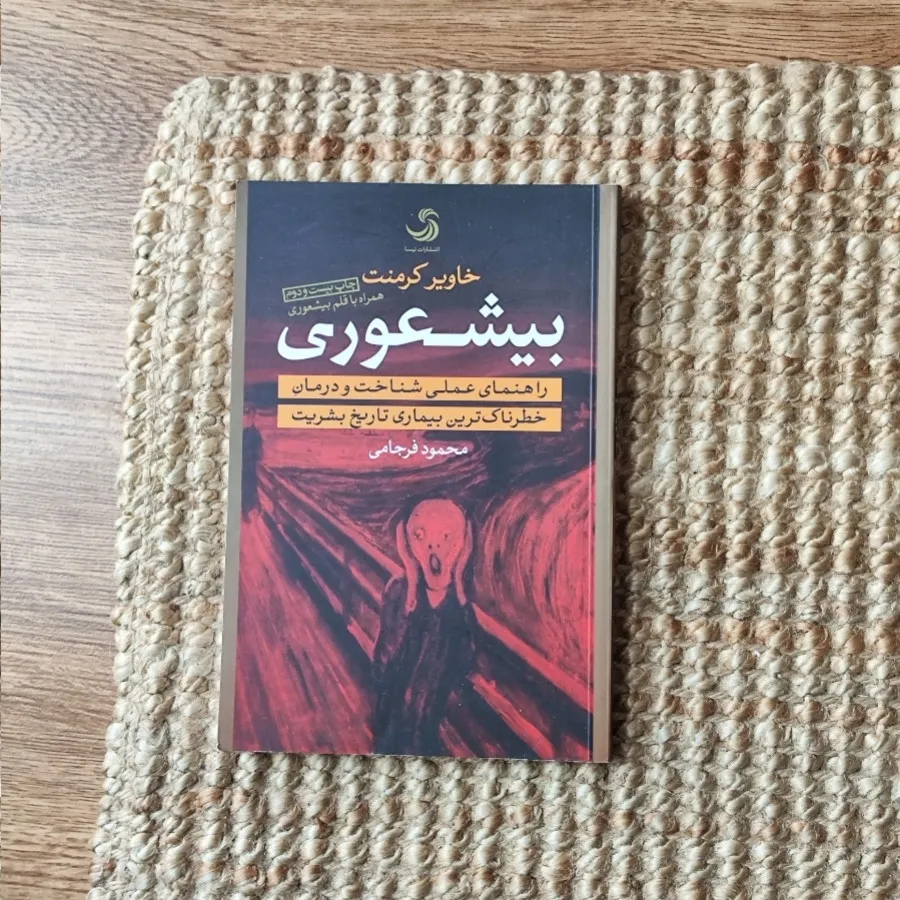 انتشارات تیسا
خاویر کرمنت
چاپ بیست و دوم
همراه با قلم بیشعوری
بیشعوری
راهنمای عملی شناخت و درمان
خطرناک‌ترین بیماری تاریخ بشریت
محمود فرجامی